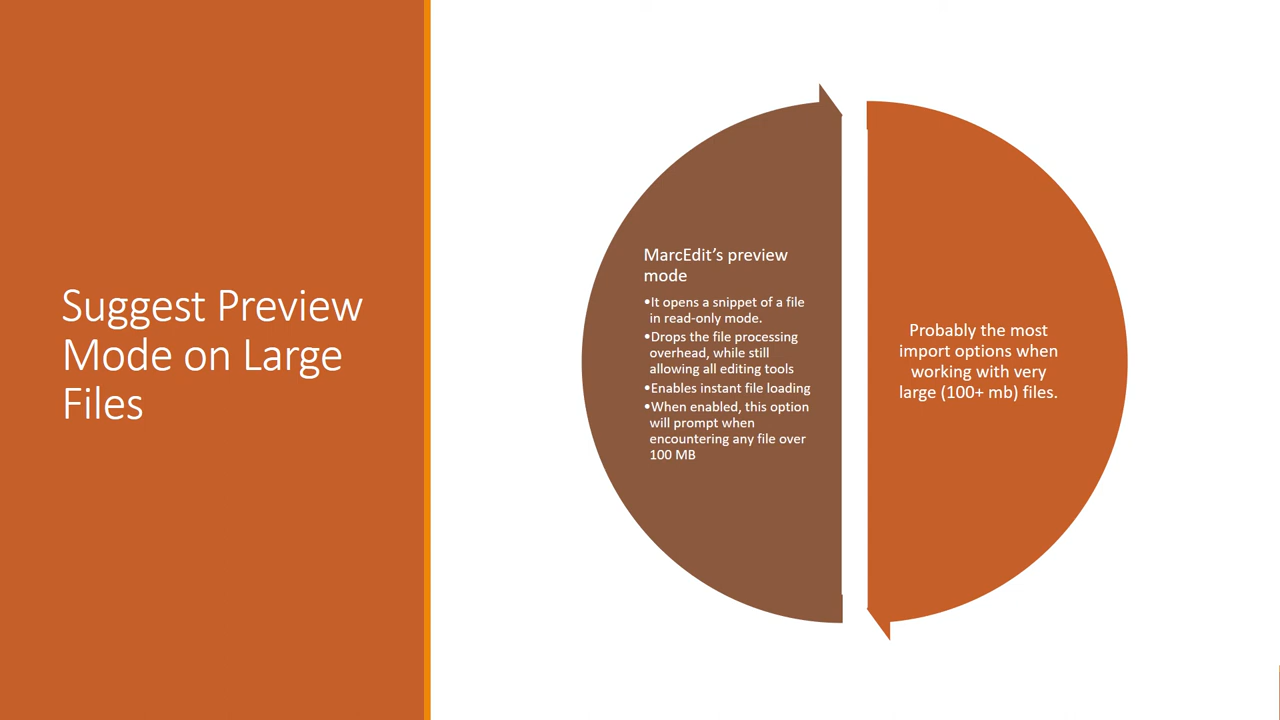 Suggest Preview
Mode on Large
Files
MarcEdit’s preview
mode
•It opens a snippet of a file
in read-only mode.
•Drops the file processing
overhead, while still
allowing all editing tools
•Enables instant file loading
•When enabled, this option
will prompt when
encountering any file over
100 MB
Probably the most
import options when
working with very
large (100+ mb) files.